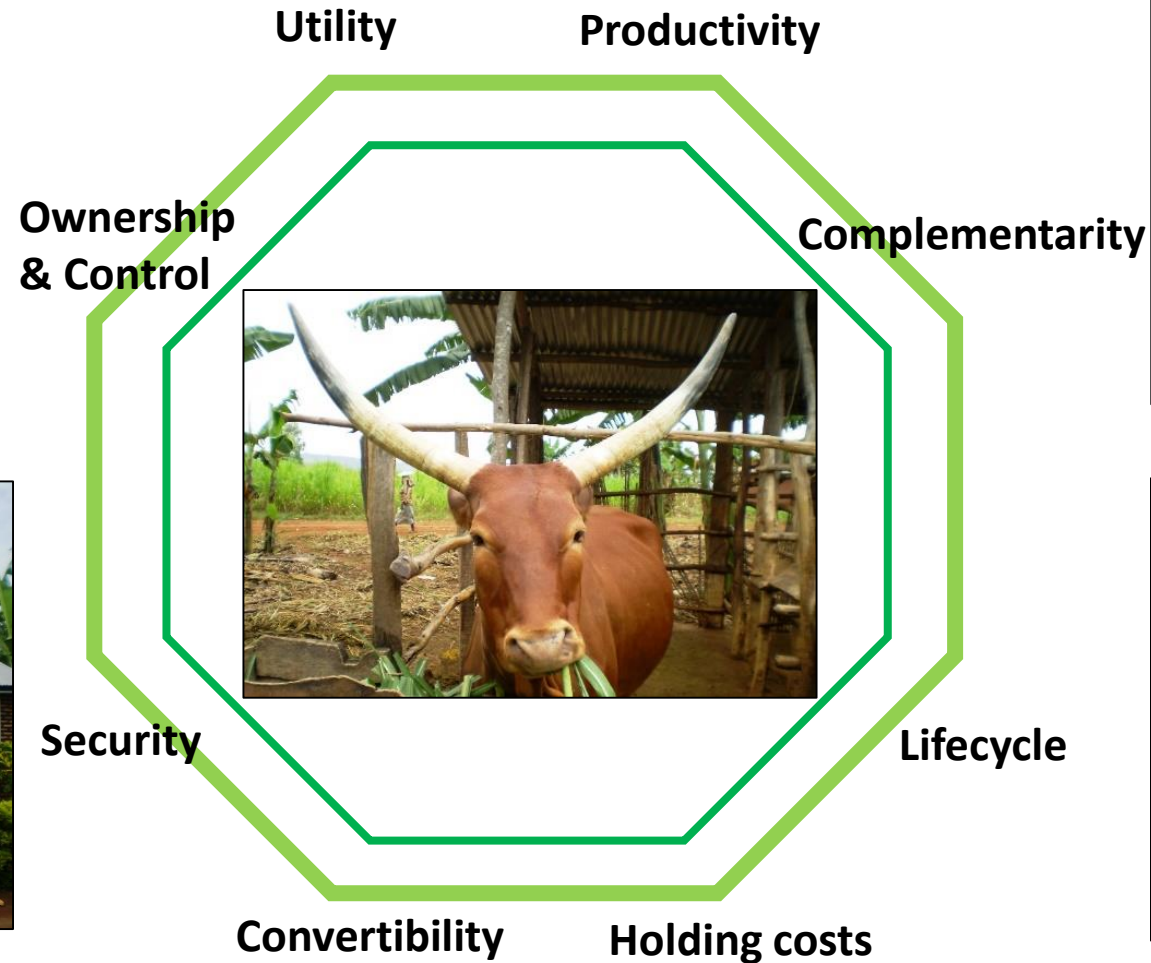 Utility
Productivity
Ownership
& Control
Complementarity
Security
Lifecycle
Convertibility
Holding costs